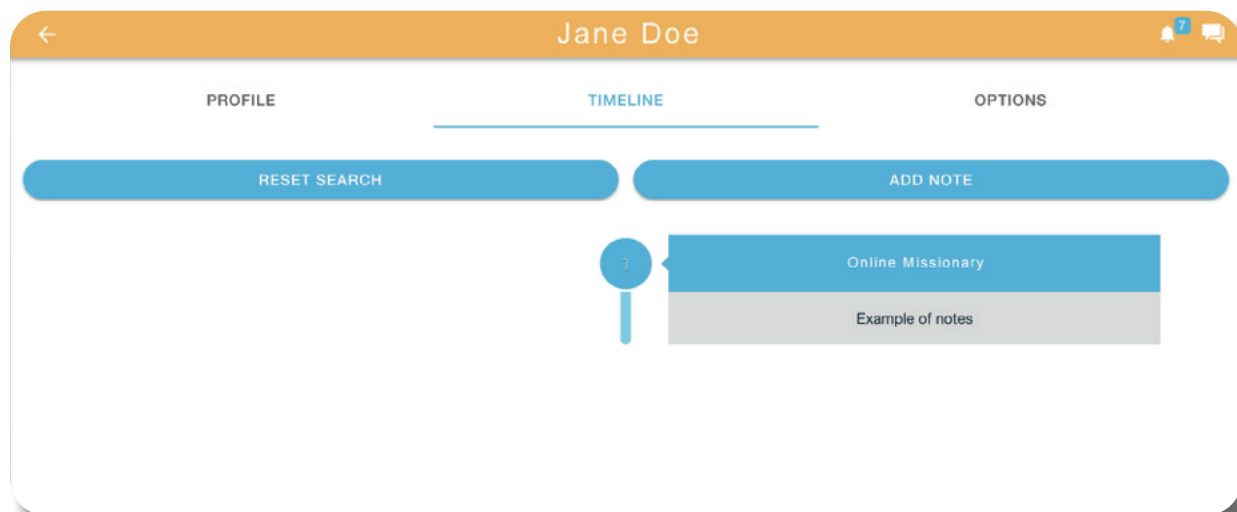 Jane Doe
7
PROFILE TIMELINE OPTIONS
RESET SEARCH ADD NOTE
1
Online Missionary
Example of notes